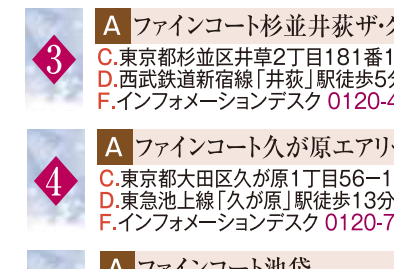 3
A ファインコート杉並井荻ザ・
C.東京都杉並区井草2丁目181番1
D.西武鉄道新宿線「井荻」駅徒歩5
F.インフォメーションデスク 0120-4
4
A ファインコート久が原エアリ
C.東京都大田区久が原1丁目56-1
D.東急池上線「久が原」駅徒歩13分
F.インフォメーションデスク 0120-7
A ファインコート池袋